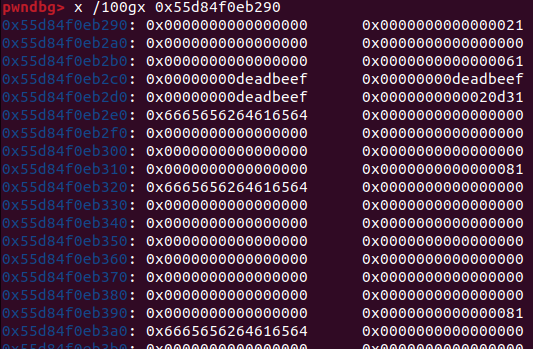 pwndbg> x /100gx 0x55d84f0eb290
0x55d84f0eb290: 0x0000000000000000 0x0000000000000021
0x55d84f0eb2a0: 0x0000000000000000 0x0000000000000000
0x55d84f0eb2b0: 0x0000000000000000 0x0000000000000061
0x55d84f0eb2c0: 0x00000000deadbeef 0x00000000deadbeef
0x55d84f0eb2d0: 0x00000000deadbeef 0x0000000000020d31
0x55d84f0eb2e0: 0x6665656264616564 0x0000000000000000
0x55d84f0eb2f0: 0x0000000000000000 0x0000000000000000
0x55d84f0eb300: 0x0000000000000000 0x0000000000000000
0x55d84f0eb310: 0x0000000000000000 0x0000000000000081
0x55d84f0eb320: 0x6665656264616564 0x0000000000000000
0x55d84f0eb330: 0x0000000000000000 0x0000000000000000
0x55d84f0eb340: 0x0000000000000000 0x0000000000000000
0x55d84f0eb350: 0x0000000000000000 0x0000000000000000
0x55d84f0eb360: 0x0000000000000000 0x0000000000000000
0x55d84f0eb370: 0x0000000000000000 0x0000000000000000
0x55d84f0eb380: 0x0000000000000000 0x0000000000000000
0x55d84f0eb390: 0x0000000000000000 0x0000000000000081
0x55d84f0eb3a0: 0x6665656264616564 0x0000000000000000
0x55d84f0eb3b0: 0x0000000000000000 0x0000000000000000